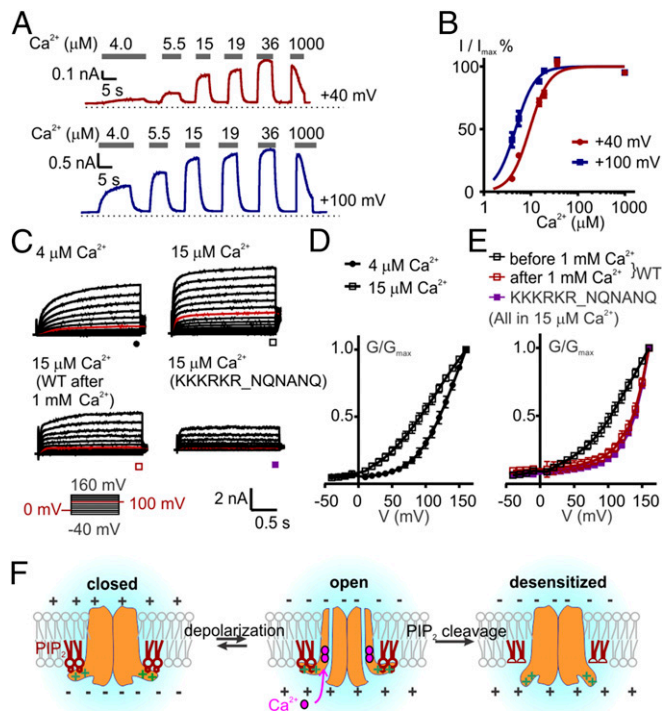 A
Ca²⁺ (μM)
4.0 5.5 15 19 36 1000
0.1 nA
5 s
+40 mV
Ca²⁺ (μM)
4.0 5.5 15 19 36 1000
0.5 nA
5 s
+100 mV
B
I / Imax %
100
50
0
+40 mV
+100 mV
1 10 100 1000
Ca²⁺ (μM)
C
4 μM Ca²⁺
15 μM Ca²⁺
15 μM Ca²⁺
(WT after
1 mM Ca²⁺)
15 μM Ca²⁺
(KKKRKR_NQNANQ)
160 mV
0 mV
100 mV
-40 mV
2 nA
0.5 s
D
4 μM Ca²⁺
15 μM Ca²⁺
G/Gmax
1.0
0.5
-50 0 50 100 150
V (mV)
E
before 1 mM Ca²⁺
after 1 mM Ca²⁺
}WT
KKKRKR_NQNANQ
(All in 15 μM Ca²⁺)
G/Gmax
1.0
0.5
-50 0 50 100 150
V (mV)
F
closed
open
desensitized
+ + + + + +
- - - - - -
- - - - - -
PIP₂
depolarization
PIP₂ cleavage
- - - - - -
+ + + + + +
+ + + + + +
Ca²⁺